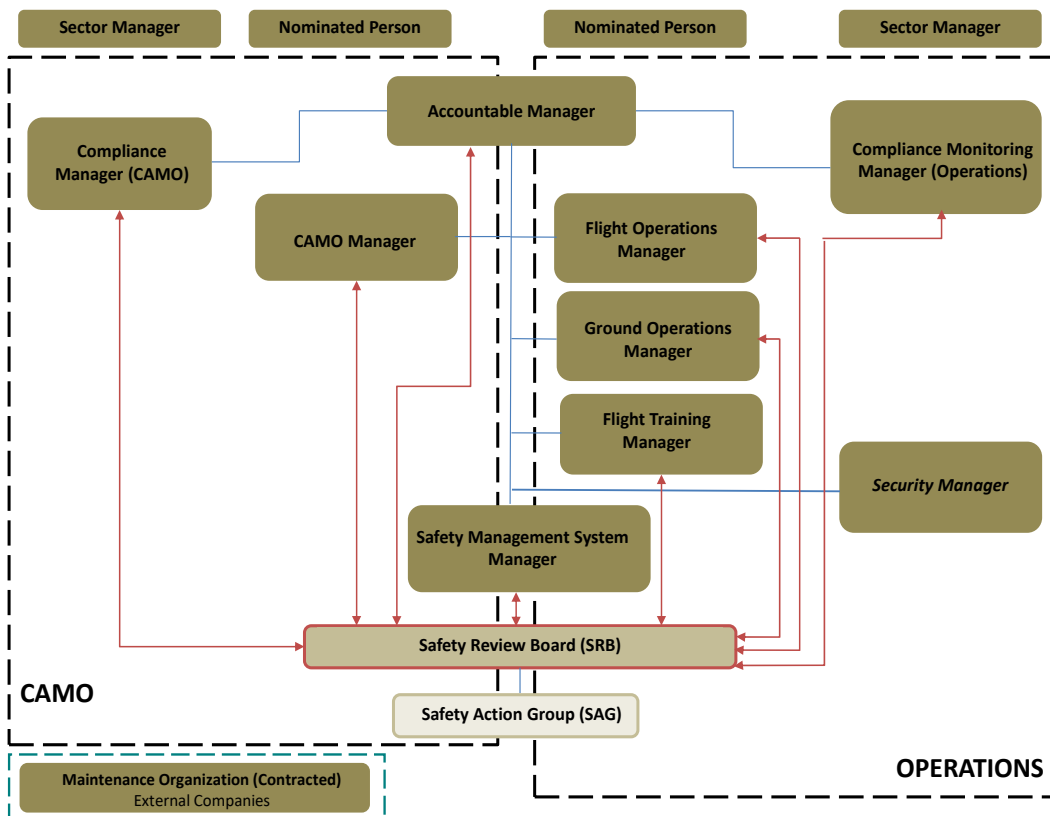 Sector Manager
Nominated Person
Nominated Person
Sector Manager
Accountable Manager
Compliance
Manager (CAMO)
Compliance Monitoring
Manager (Operations)
CAMO Manager
Flight Operations
Manager
Ground Operations
Manager
Flight Training
Manager
Security Manager
Safety Management System
Manager
Safety Review Board (SRB)
CAMO
Safety Action Group (SAG)
OPERATIONS
Maintenance Organization (Contracted)
External Companies